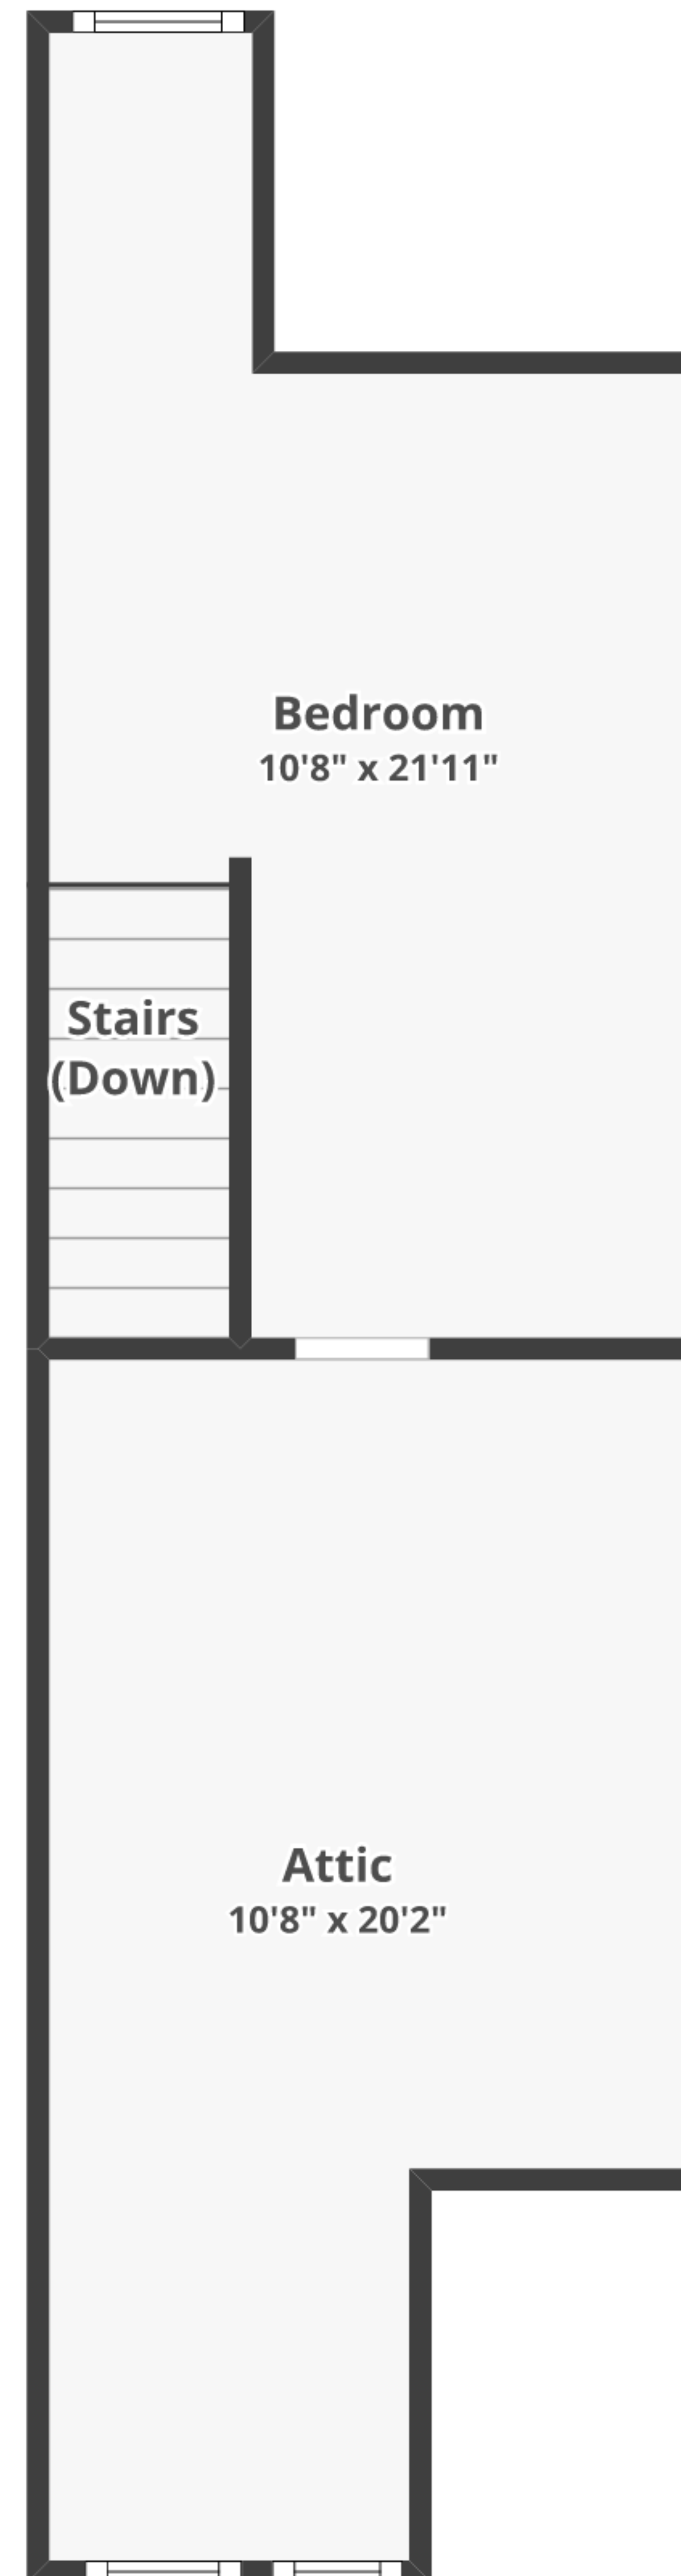 Bedroom
10'8" x 21'11"
Stairs
(Down)
Attic
10'8" x 20'2"